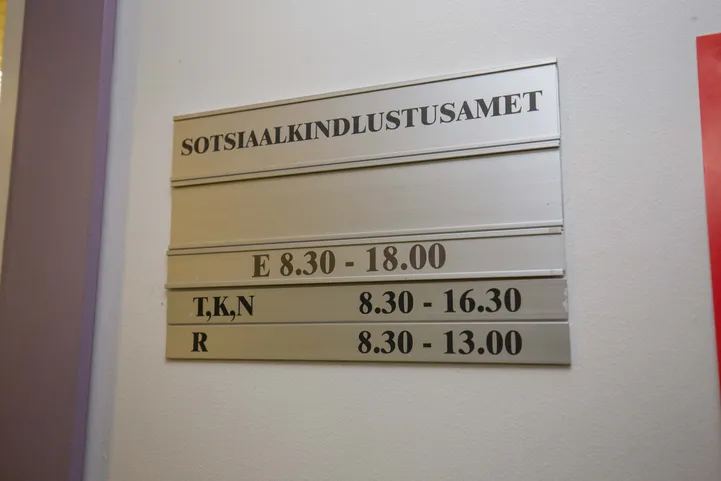 SOTSIAALKINDLUSTUSAMET
E 8.30 - 18.00
T,K,N 8.30 - 16.30
R 8.30 - 13.00